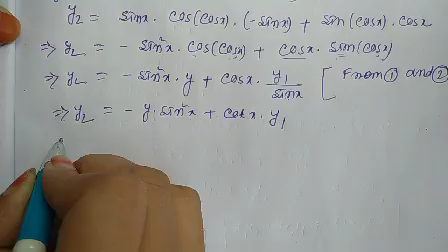 y₂ = sinx · cos(cosx) · (-sinx) + sin(cosx) · cosx
⇒ y₂ = - sin²x · cos(cosx) + cosx · sin(cosx)
⇒ y₂ = - sin²x · y + cosx · y₁/sinx [From ① and ②
⇒ y₂ = - y · sin²x + cotx · y₁